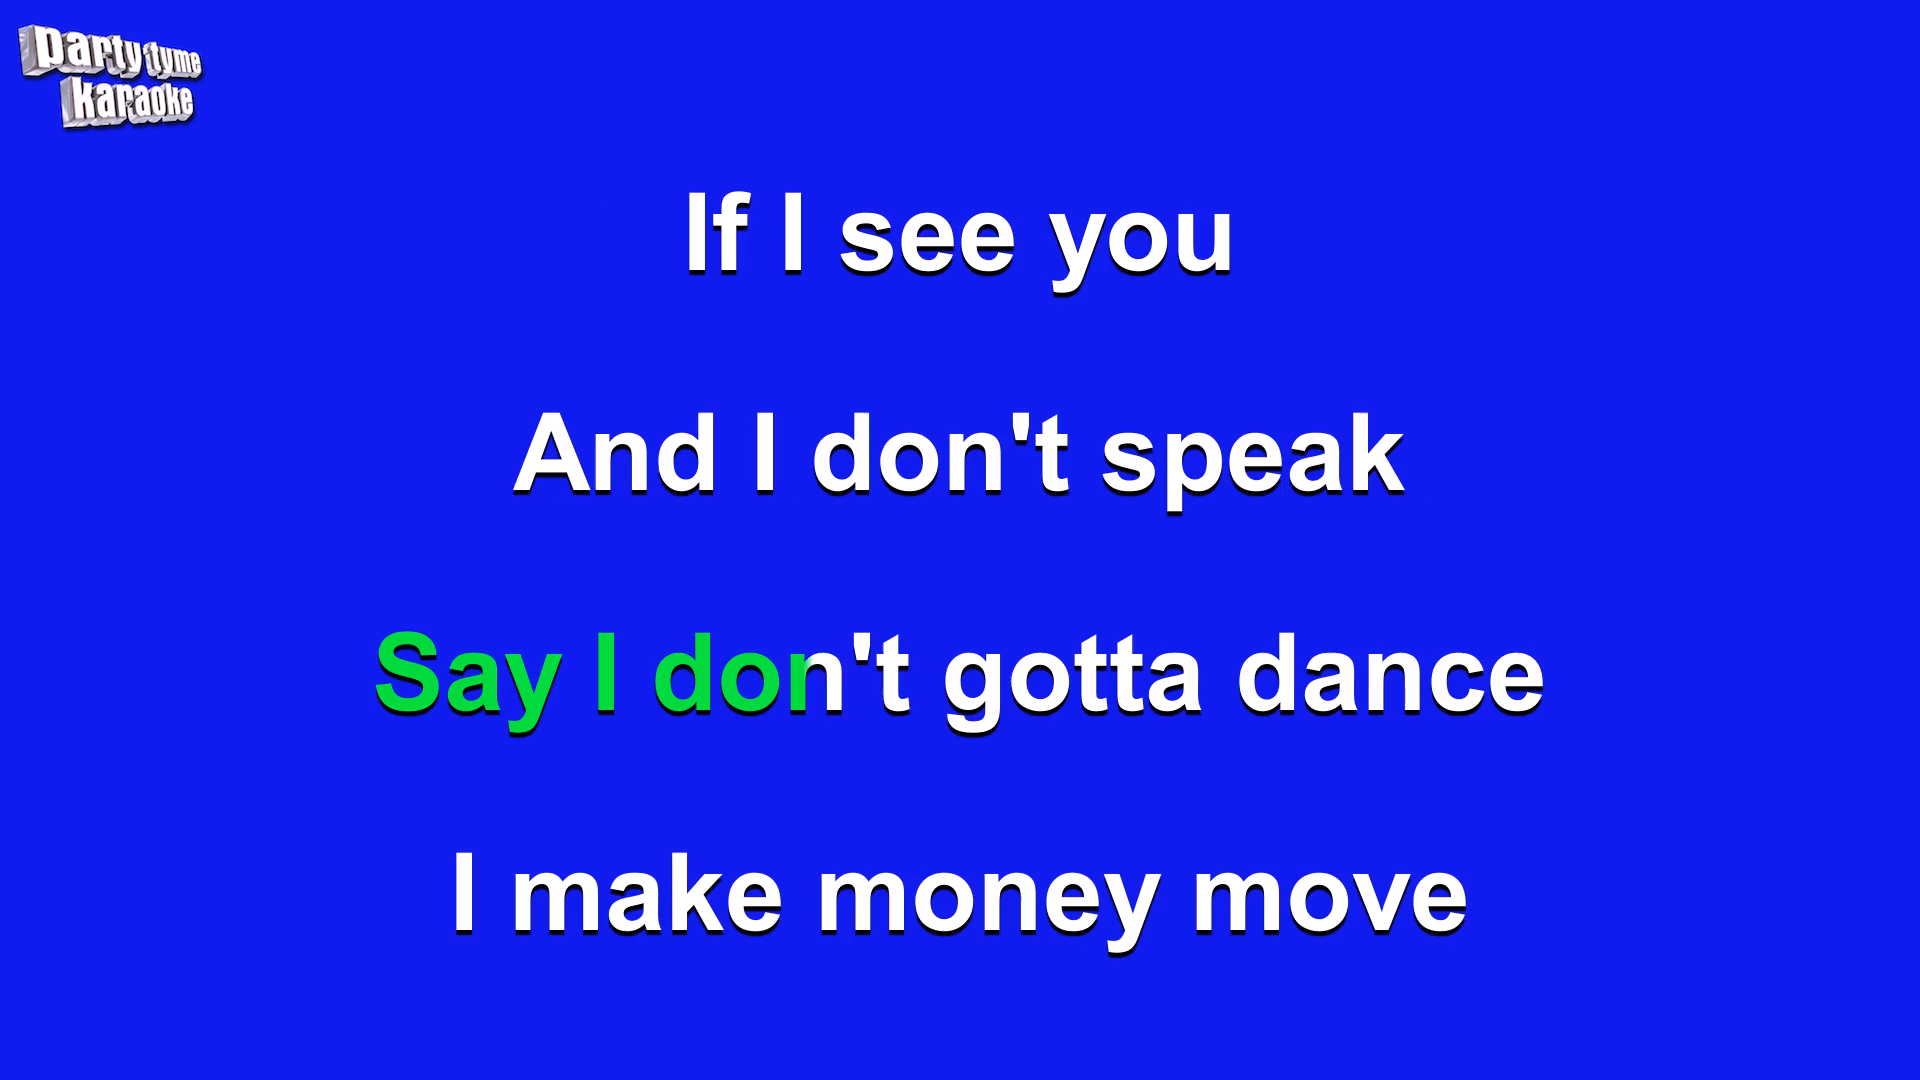 party tyme
karaoke
If I see you
And I don't speak
Say I don't gotta dance
I make money move